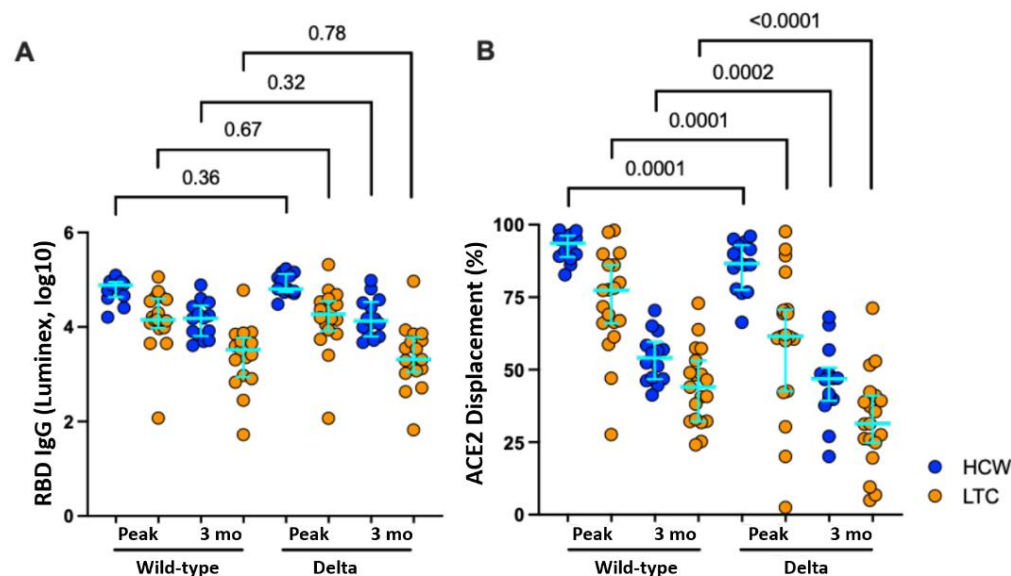 A
0.78
0.32
0.67
0.36
RBD IgG (Luminex, log10)
6
4
2
0
Peak 3 mo Peak 3 mo
Wild-type Delta
B
<0.0001
0.0002
0.0001
0.0001
ACE2 Displacement (%)
100
75
50
25
0
Peak 3 mo Peak 3 mo
Wild-type Delta
HCW
LTC